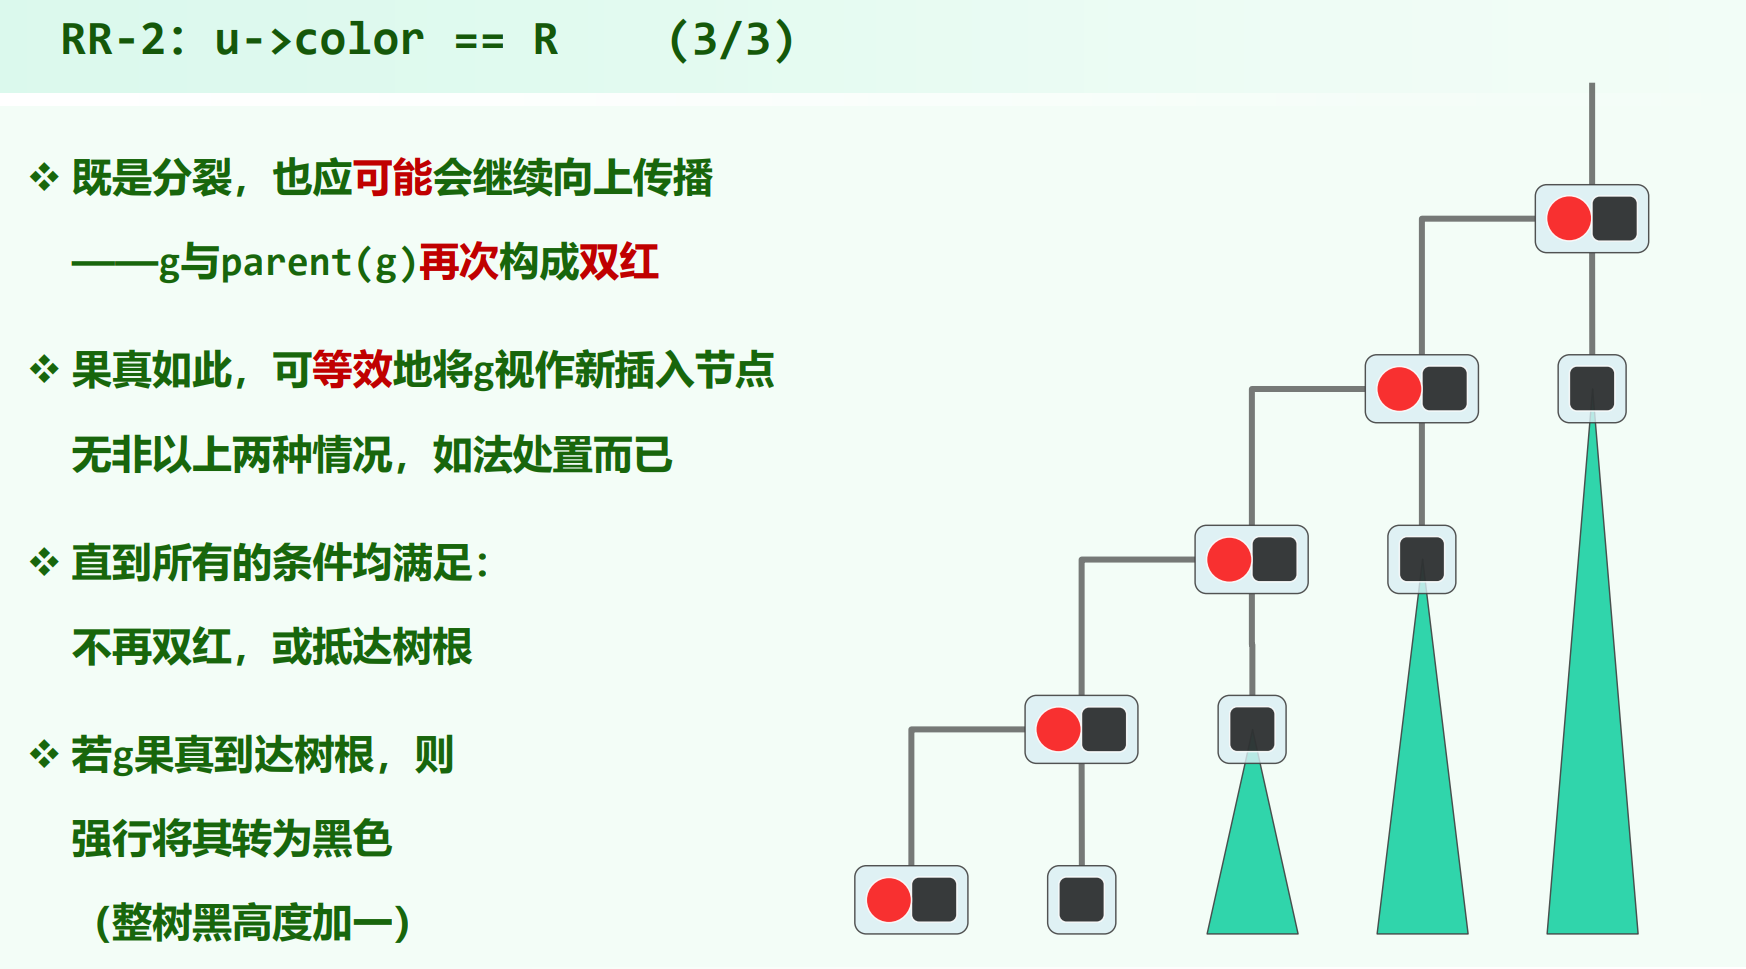 RR-2：u->color == R （3/3）
❖ 既是分裂，也应可能会继续向上传播
——g与parent(g)再次构成双红
❖ 果真如此，可等效地将g视作新插入节点
无非以上两种情况，如法处置而已
❖ 直到所有的条件均满足：
不再双红，或抵达树根
❖ 若g果真到达树根，则
强行将其转为黑色
（整树黑高度加一）